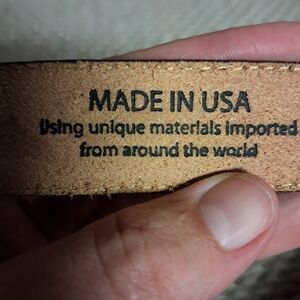 MADE IN USA
Using unique materials imported
from around the world